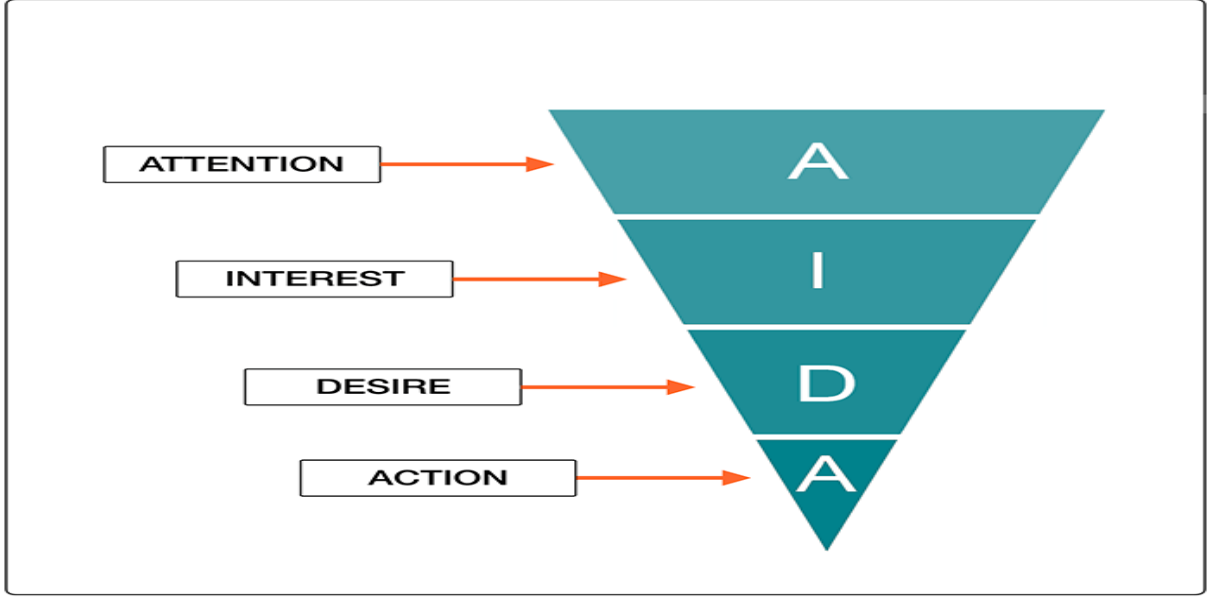 ATTENTION
A
INTEREST
I
DESIRE
D
ACTION
A